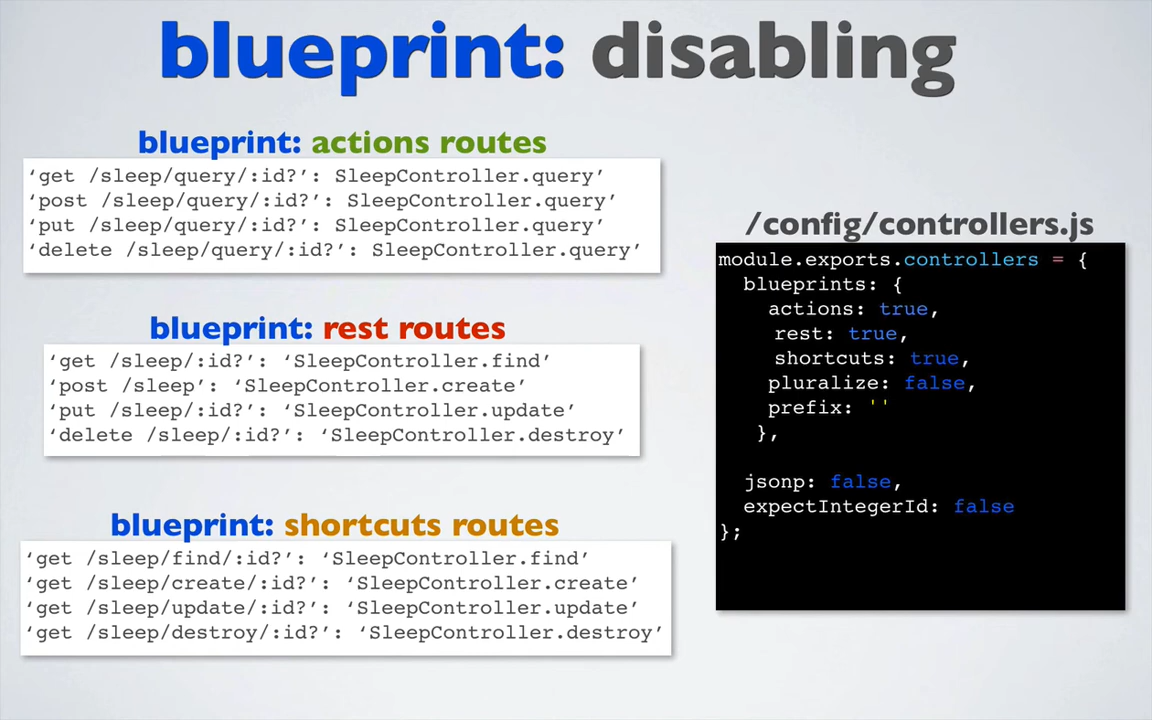 blueprint: disabling
blueprint: actions routes
‘get /sleep/query/:id?’: SleepController.query’
‘post /sleep/query/:id?’: SleepController.query’
‘put /sleep/query/:id?’: SleepController.query’
‘delete /sleep/query/:id?’: SleepController.query’
blueprint: rest routes
‘get /sleep/:id?’: ‘SleepController.find’
‘post /sleep’: ‘SleepController.create’
‘put /sleep/:id?’: ‘SleepController.update’
‘delete /sleep/:id?’: ‘SleepController.destroy’
blueprint: shortcuts routes
‘get /sleep/find/:id?’: ‘SleepController.find’
‘get /sleep/create/:id?’: ‘SleepController.create’
‘get /sleep/update/:id?’: ‘SleepController.update’
‘get /sleep/destroy/:id?’: ‘SleepController.destroy’
/config/controllers.js
module.exports.controllers = {
blueprints: {
actions: true,
rest: true,
shortcuts: true,
pluralize: false,
prefix: ''
},
jsonp: false,
expectIntegerId: false
};